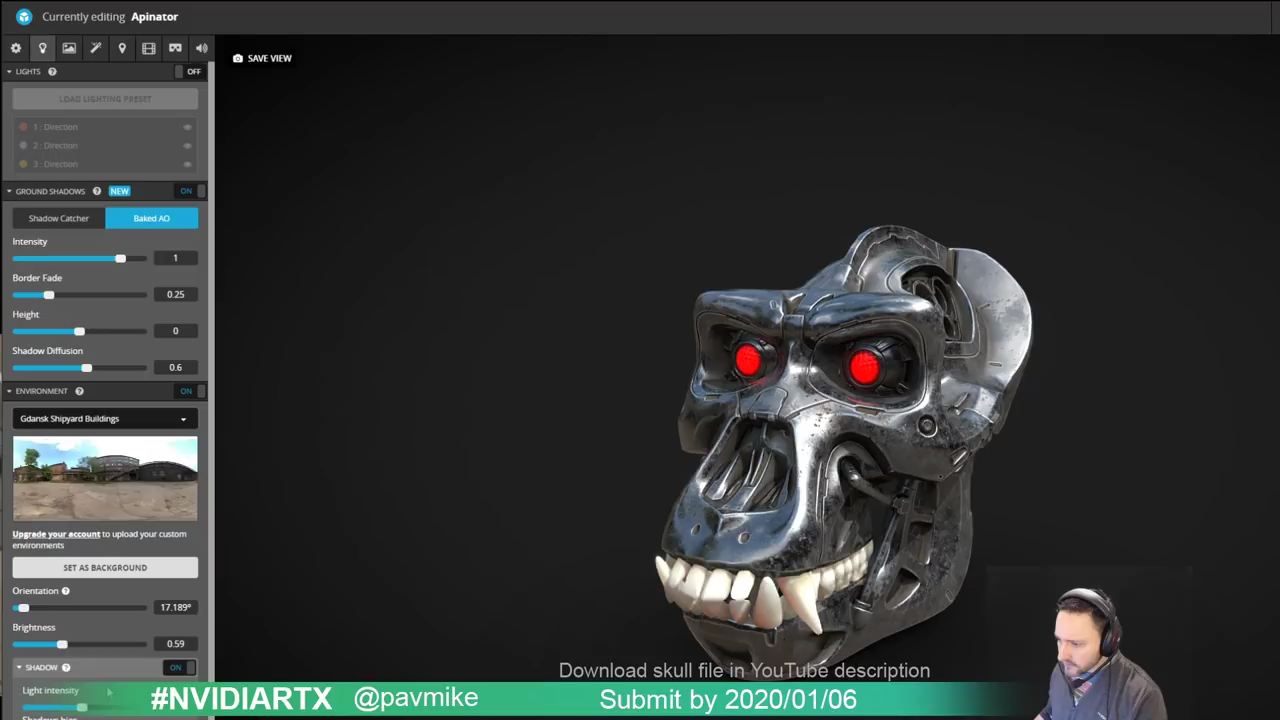 Currently editing Apinator
SAVE VIEW
LIGHTS
OFF
LOAD LIGHTING PRESET
1 : Direction
2 : Direction
3 : Direction
GROUND SHADOWS
NEW
ON
Shadow Catcher
Baked AO
Intensity
1
Border Fade
0.25
Height
0
Shadow Diffusion
0.6
ENVIRONMENT
ON
Gdansk Shipyard Buildings
Upgrade your account to upload your custom
environments
SET AS BACKGROUND
Orientation
17.189º
Brightness
0.59
SHADOW
ON
Light intensity
Download skull file in YouTube description
#NVIDIARTX @pavmike Submit by 2020/01/06